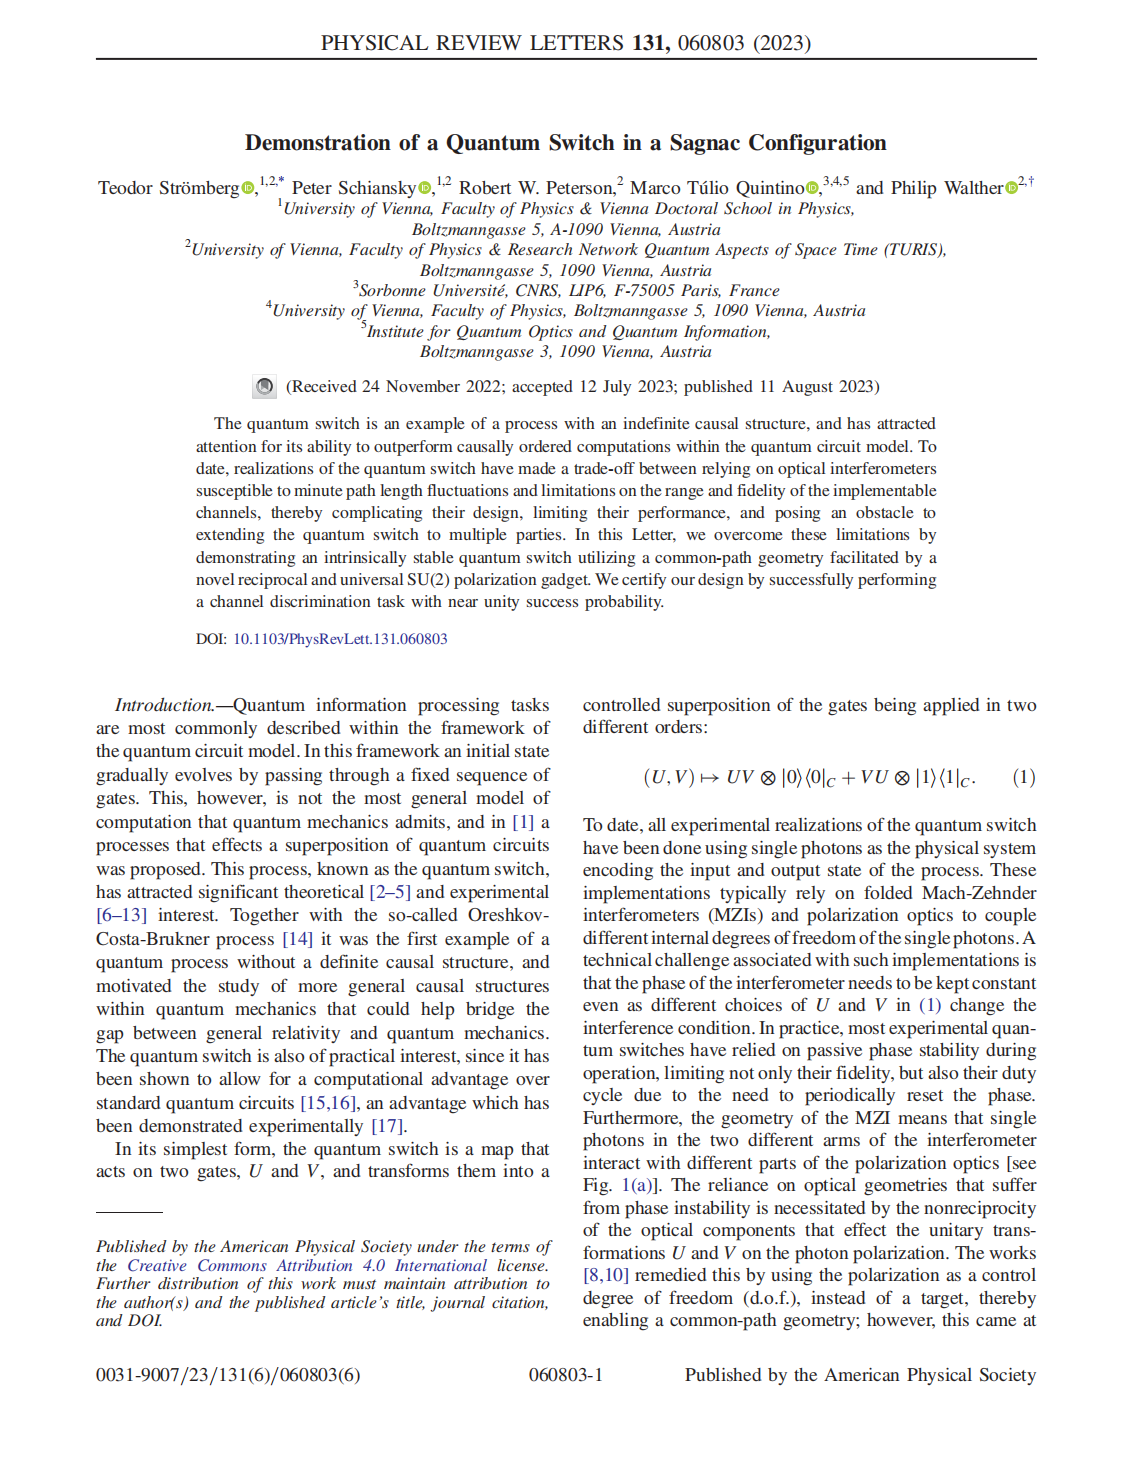 PHYSICAL REVIEW LETTERS 131, 060803 (2023)
Demonstration of a Quantum Switch in a Sagnac Configuration
Teodor Strömberg,1,2,* Peter Schiansky,1,2 Robert W. Peterson,2 Marco Túlio Quintino,3,4,5 and Philip Walther2,†
1University of Vienna, Faculty of Physics & Vienna Doctoral School in Physics,
Boltzmanngasse 5, A-1090 Vienna, Austria
2University of Vienna, Faculty of Physics & Research Network Quantum Aspects of Space Time (TURIS),
Boltzmanngasse 5, 1090 Vienna, Austria
3Sorbonne Université, CNRS, LIP6, F-75005 Paris, France
4University of Vienna, Faculty of Physics, Boltzmanngasse 5, 1090 Vienna, Austria
5Institute for Quantum Optics and Quantum Information,
Boltzmanngasse 3, 1090 Vienna, Austria
(Received 24 November 2022; accepted 12 July 2023; published 11 August 2023)
The quantum switch is an example of a process with an indefinite causal structure, and has attracted
attention for its ability to outperform causally ordered computations within the quantum circuit model. To
date, realizations of the quantum switch have made a trade-off between relying on optical interferometers
susceptible to minute path length fluctuations and limitations on the range and fidelity of the implementable
channels, thereby complicating their design, limiting their performance, and posing an obstacle to
extending the quantum switch to multiple parties. In this Letter, we overcome these limitations by
demonstrating an intrinsically stable quantum switch utilizing a common-path geometry facilitated by a
novel reciprocal and universal SU(2) polarization gadget. We certify our design by successfully performing
a channel discrimination task with near unity success probability.
DOI: 10.1103/PhysRevLett.131.060803
Introduction.—Quantum information processing tasks
are most commonly described within the framework of
the quantum circuit model. In this framework an initial state
gradually evolves by passing through a fixed sequence of
gates. This, however, is not the most general model of
computation that quantum mechanics admits, and in [1] a
processes that effects a superposition of quantum circuits
was proposed. This process, known as the quantum switch,
has attracted significant theoretical [2–5] and experimental
[6–13] interest. Together with the so-called Oreshkov-
Costa-Brukner process [14] it was the first example of a
quantum process without a definite causal structure, and
motivated the study of more general causal structures
within quantum mechanics that could help bridge the
gap between general relativity and quantum mechanics.
The quantum switch is also of practical interest, since it has
been shown to allow for a computational advantage over
standard quantum circuits [15,16], an advantage which has
been demonstrated experimentally [17].
In its simplest form, the quantum switch is a map that
acts on two gates, U and V, and transforms them into a
Published by the American Physical Society under the terms of
the Creative Commons Attribution 4.0 International license.
Further distribution of this work must maintain attribution to
the author(s) and the published article's title, journal citation,
and DOI.
controlled superposition of the gates being applied in two
different orders:
(U, V) ↦ UV ⊗ |0⟩⟨0|C + VU ⊗ |1⟩⟨1|C. (1)
To date, all experimental realizations of the quantum switch
have been done using single photons as the physical system
encoding the input and output state of the process. These
implementations typically rely on folded Mach-Zehnder
interferometers (MZIs) and polarization optics to couple
different internal degrees of freedom of the single photons. A
technical challenge associated with such implementations is
that the phase of the interferometer needs to be kept constant
even as different choices of U and V in (1) change the
interference condition. In practice, most experimental quan-
tum switches have relied on passive phase stability during
operation, limiting not only their fidelity, but also their duty
cycle due to the need to periodically reset the phase.
Furthermore, the geometry of the MZI means that single
photons in the two different arms of the interferometer
interact with different parts of the polarization optics [see
Fig. 1(a)]. The reliance on optical geometries that suffer
from phase instability is necessitated by the nonreciprocity
of the optical components that effect the unitary trans-
formations U and V on the photon polarization. The works
[8,10] remedied this by using the polarization as a control
degree of freedom (d.o.f.), instead of a target, thereby
enabling a common-path geometry; however, this came at
0031-9007/23/131(6)/060803(6)
060803-1
Published by the American Physical Society